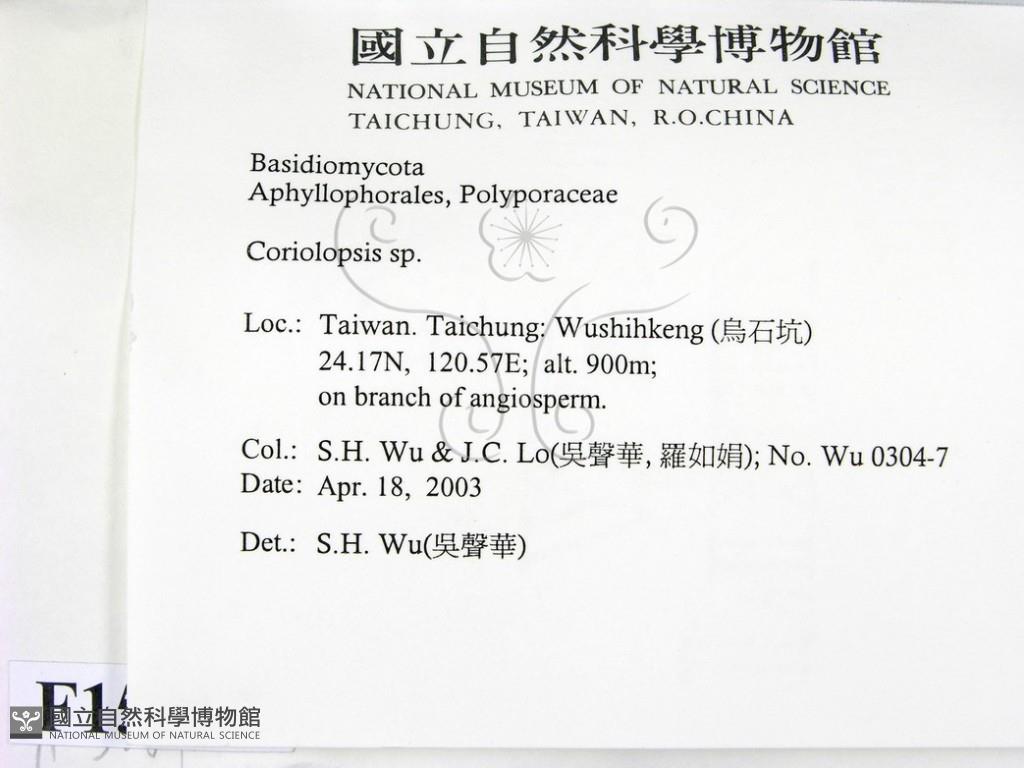 國立自然科學博物館
NATIONAL MUSEUM OF NATURAL SCIENCE
TAICHUNG, TAIWAN, R.O.CHINA
Basidiomycota
Aphyllophorales, Polyporaceae
Coriolopsis sp.
Loc.: Taiwan. Taichung: Wushihkeng (烏石坑)
24.17N, 120.57E; alt. 900m;
on branch of angiosperm.
Col.: S.H. Wu & J.C. Lo(吳聲華, 羅如娟); No. Wu 0304-7
Date: Apr. 18, 2003
Det.: S.H. Wu(吳聲華)
國立自然科學博物館
NATIONAL MUSEUM OF NATURAL SCIENCE